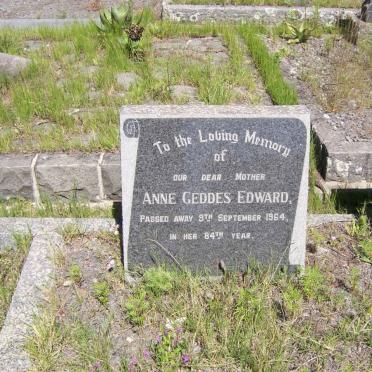 To the Loving Memory
of
OUR DEAR MOTHER
ANNE GEDDES EDWARD,
PASSED AWAY 9TH SEPTEMBER 1964,
IN HER 84TH YEAR.